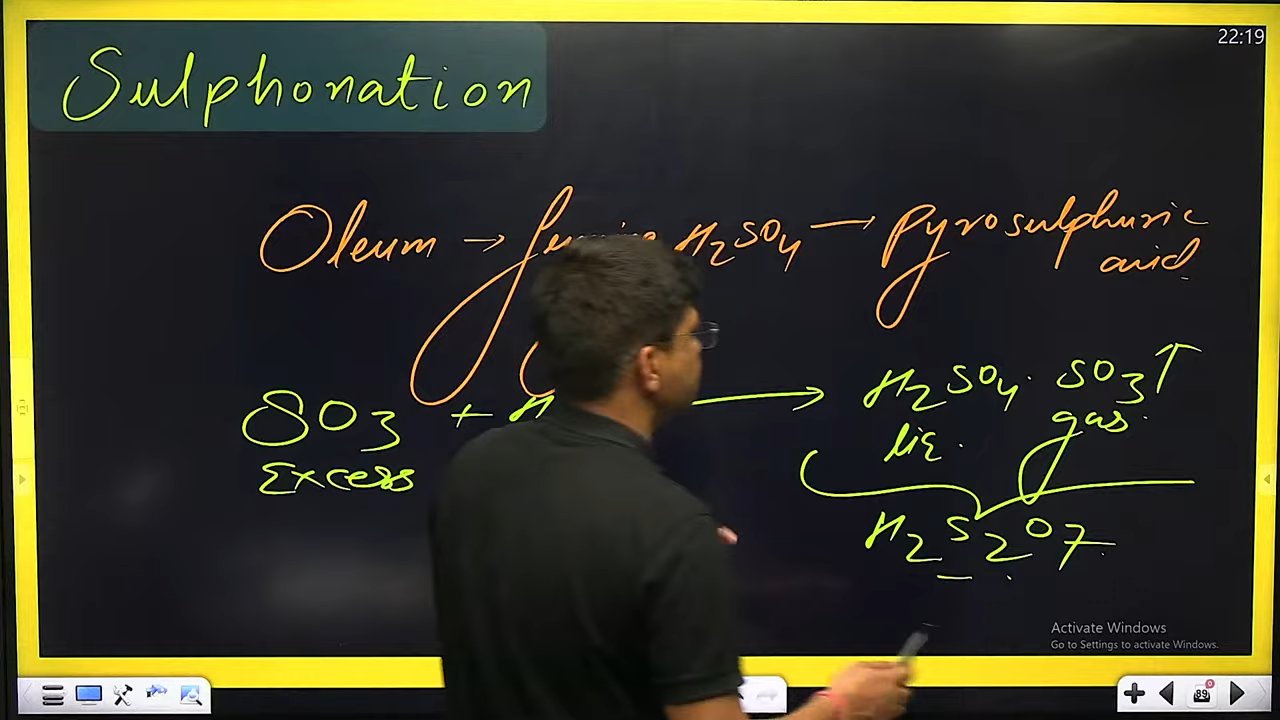 22:19
Sulphonation
Oleum → H2SO4 → Pyrosulphuric
acid
SO3 + H → H2SO4 . SO3↑
Excess liq. gas
H2S2O7
Activate Windows
Go to Settings to activate Windows.
89